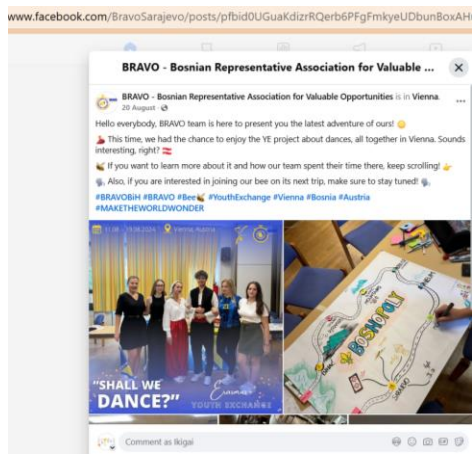 www.facebook.com/BravoSarajevo/posts/pfbid0UGuaKdizrRQerb6PFgFmkyeUDbunBoxAH
BRAVO - Bosnian Representative Association for Valuable ...
BRAVO - Bosnian Representative Association for Valuable Opportunities is in Vienna.
20 August
Hello everybody, BRAVO team is here to present you the latest adventure of ours!
This time, we had the chance to enjoy the YE project about dances, all together in Vienna. Sounds
interesting, right?
If you want to learn more about it and how our team spent their time there, keep scrolling!
Also, if you are interested in joining our bee on its next trip, make sure to stay tuned!
#BRAVOBiH #BRAVO #Bee #YouthExchange #Vienna #Bosnia #Austria
#MAKETHEWORLDWONDER
Vienna, Austria
"SHALL WE
DANCE?"
Erasmus+
YOUTH EXCHANGE
BOSNOPOLY
Comment as Ikigai